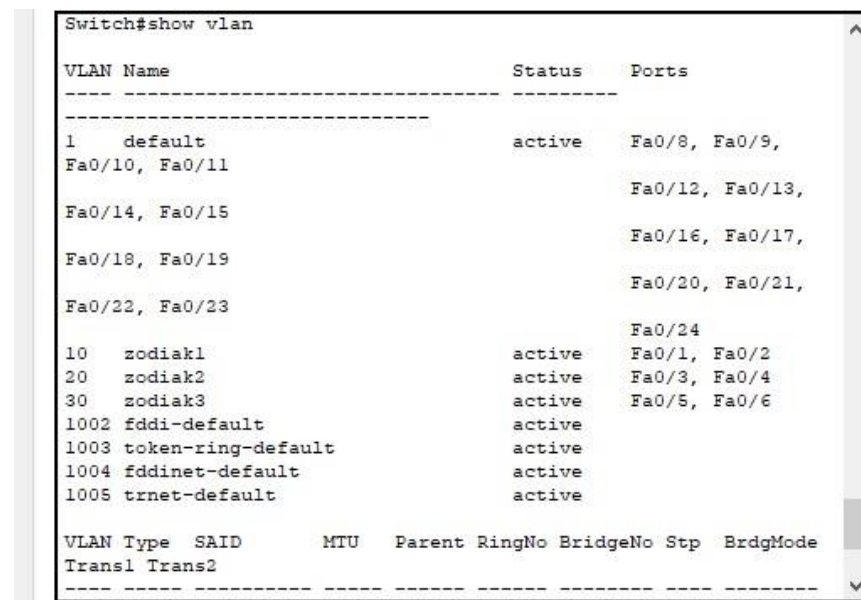 Switch#show vlan
VLAN Name Status Ports
---- -------------------------------- ---------
-------------------------------
1 default active Fa0/8, Fa0/9,
Fa0/10, Fa0/11
Fa0/12, Fa0/13,
Fa0/14, Fa0/15
Fa0/16, Fa0/17,
Fa0/18, Fa0/19
Fa0/20, Fa0/21,
Fa0/22, Fa0/23
Fa0/24
10 zodiak1 active Fa0/1, Fa0/2
20 zodiak2 active Fa0/3, Fa0/4
30 zodiak3 active Fa0/5, Fa0/6
1002 fddi-default active
1003 token-ring-default active
1004 fddinet-default active
1005 trnet-default active
VLAN Type SAID MTU Parent RingNo BridgeNo Stp BrdgMode
Trans1 Trans2
---- ----- ---------- ----- ------ ------ -------- ---- --------